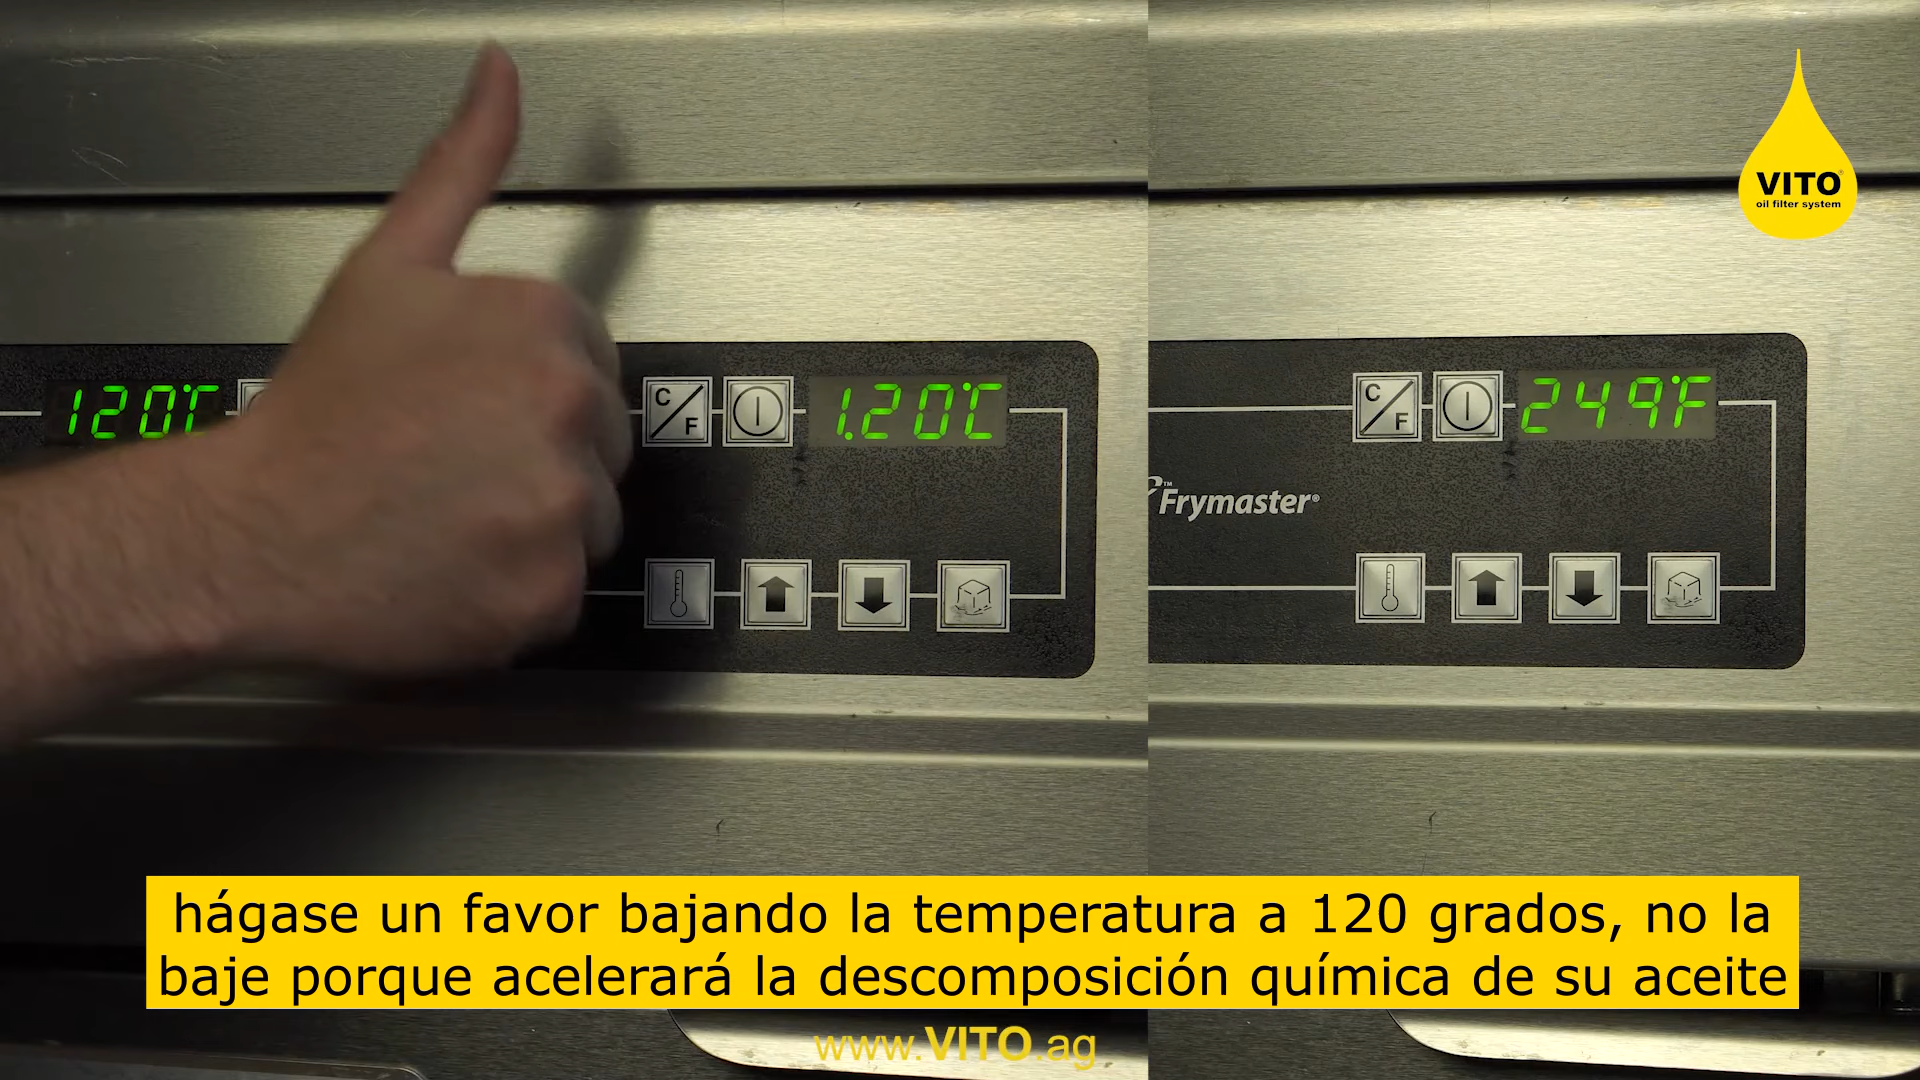 VITO®
oil filter system
120°C
C/F
1.20°C
C/F
249°F
Frymaster®
hágase un favor bajando la temperatura a 120 grados, no la
baje porque acelerará la descomposición química de su aceite
www.VITO.ag